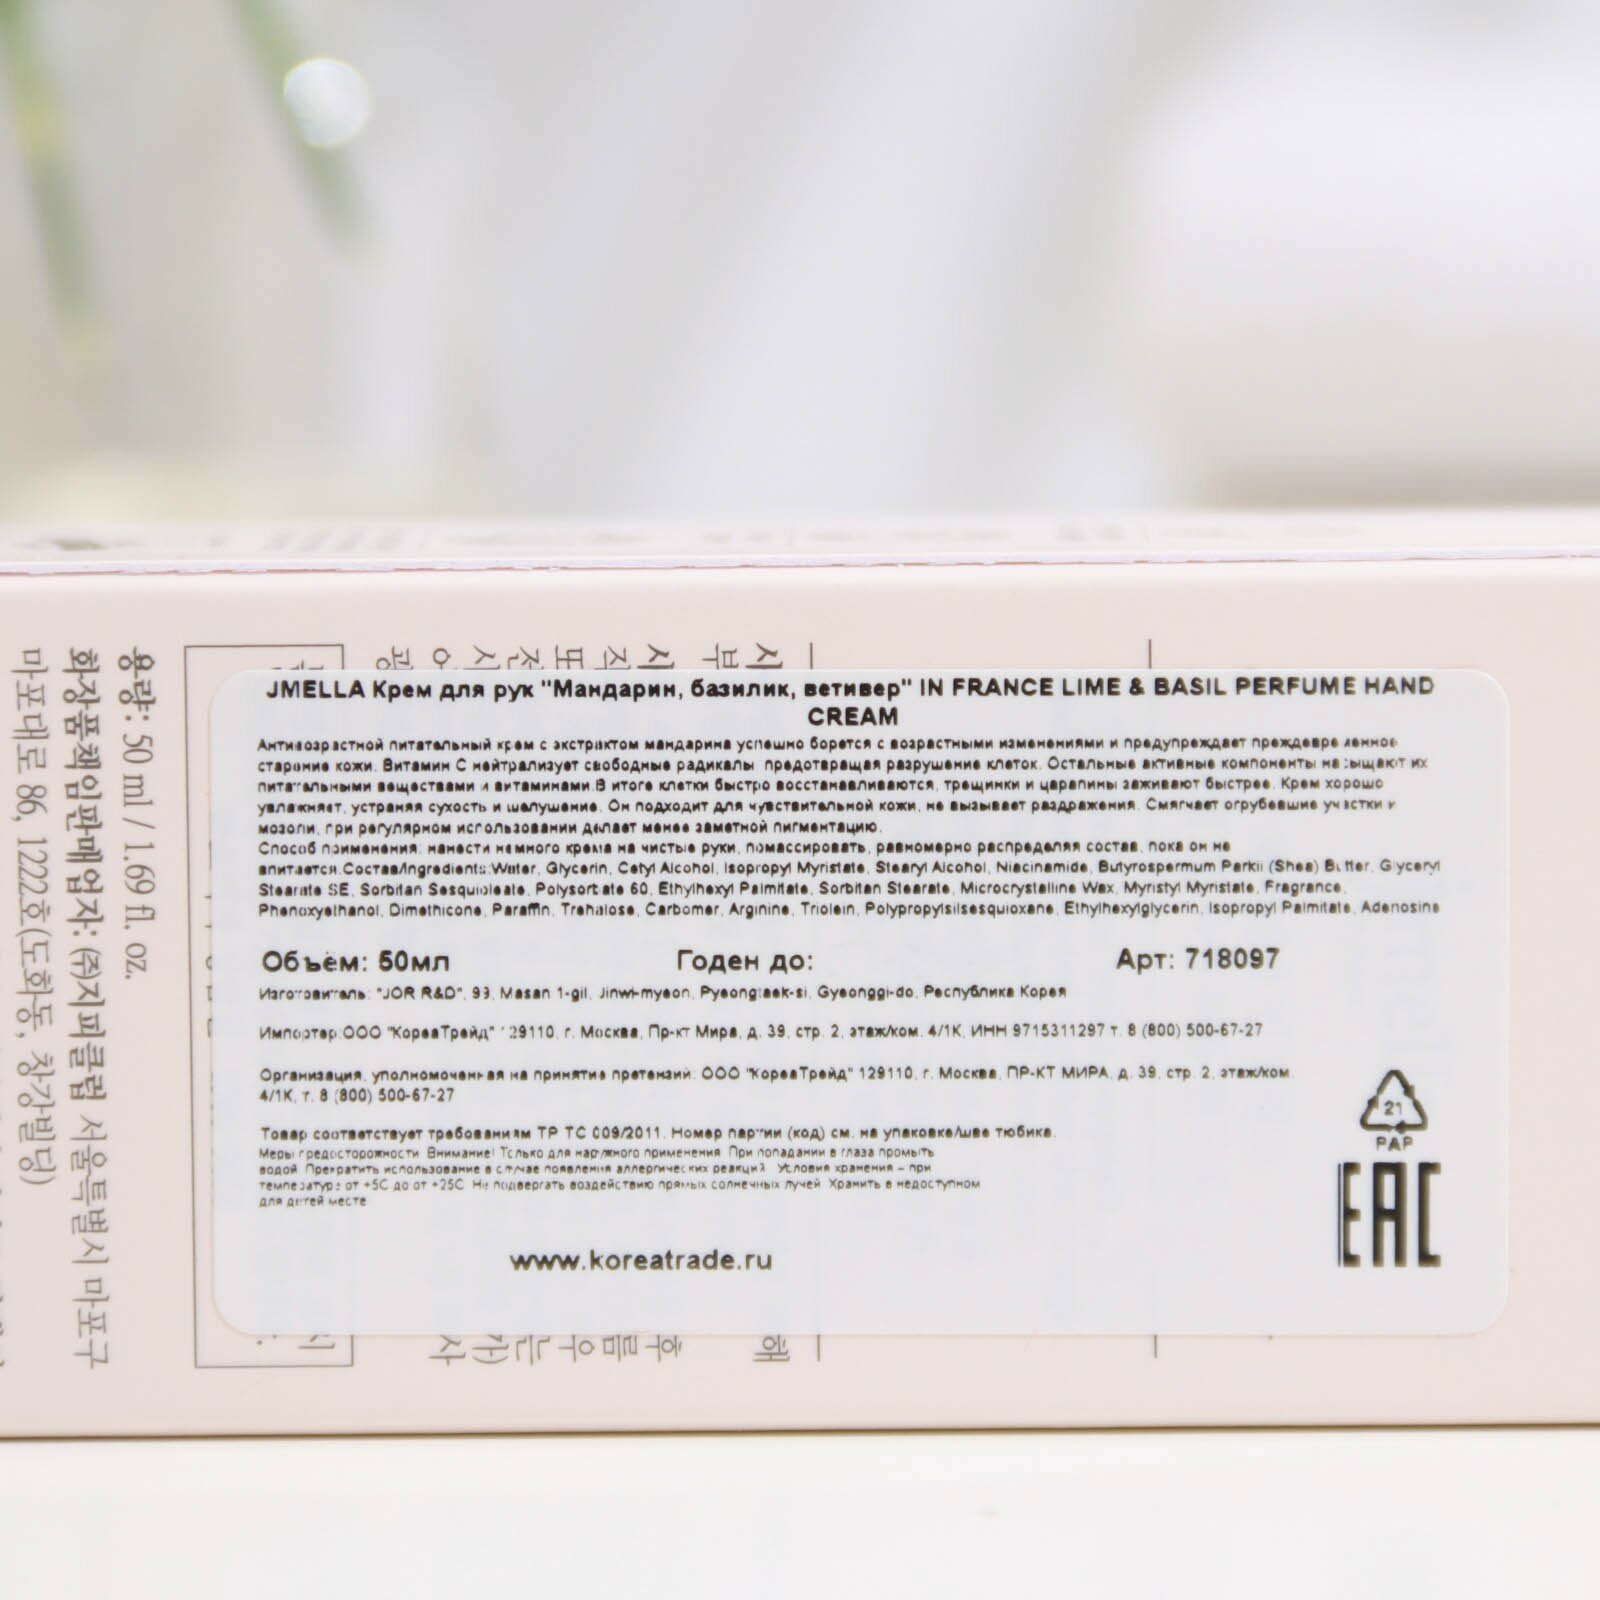 JMELLA Крем для рук "Мандарин, базилик, ветивер" IN FRANCE LIME & BASIL PERFUME HAND
CREAM
Антивозрастной питательный крем с экстрактом мандарина успешно борется с возрастными изменениями и предупреждает преждевременное
старение кожи. Витамин С нейтрализует свободные радикалы предотвращая разрушение клеток. Остальные активные компоненты насыщают их
питательными веществами и витаминами.В итоге клетки быстро восстанавливаются, трещинки и царапины заживают быстрее. Крем хорошо
увлажняет, устраняя сухость и шелушение. Он подходит для чувствительной кожи, не вызывает раздражения. Смягчает огрубевшие участки и
мозоли, при регулярном использовании делает менее заметной пигментацию.
Способ применения: нанести немного крема на чистые руки, помассировать, равномерно распределяя состав, пока он не
впитается.Состав/Ingredients:Water, Glycerin, Cetyl Alcohol, Isopropyl Myristate, Stearyl Alcohol, Niacinamide, Butyrospermum Parkii (Shea) Butter, Glyceryl
Stearate SE, Sorbitan Sesquioleate, Polysorbate 60, Ethylhexyl Palmitate, Sorbitan Stearate, Microcrystalline Wax, Myristyl Myristate, Fragrance,
Phenoxyethanol, Dimethicone, Paraffin, Trehalose, Carbomer, Arginine, Triolein, Polypropylsilsesquioxane, Ethylhexylglycerin, Isopropyl Palmitate, Adenosine
Объём: 50мл Годен до: Арт: 718097
Изготовитель: "JOR R&D", 93, Masan 1-gil, Jinwi-myeon, Pyeongtaek-si, Gyeonggi-do, Республика Корея
Импортер:ООО "КореаТрейд" 129110, г. Москва, Пр-кт Мира, д. 39, стр. 2, этаж/ком. 4/1К, ИНН 9715311297 т. 8 (800) 500-67-27
Организация, уполномоченная на принятие претензий: ООО "КореаТрейд" 129110, г. Москва, ПР-КТ МИРА, д. 39, стр. 2, этаж/ком.
4/1К, т. 8 (800) 500-67-27
Товар соответствует требованиям ТР ТС 009/2011. Номер партии (код) см. на упаковке/шве тюбика.
Меры предосторожности: Внимание! Только для наружного применения. При попадании в глаза промыть
водой. Прекратить использование в случае появления аллергических реакций. Условия хранения – при
температуре от +5С до от +25С. Не подвергать воздействию прямых солнечных лучей. Хранить в недоступном
для детей месте
www.koreatrade.ru
21
PAP
EAC
용량: 50 ml / 1.69 fl. oz.
화장품책임판매업자: (주)지피클럽 서울특별시 마포구
마포대로 86, 1222호(도화동, 창강빌딩)